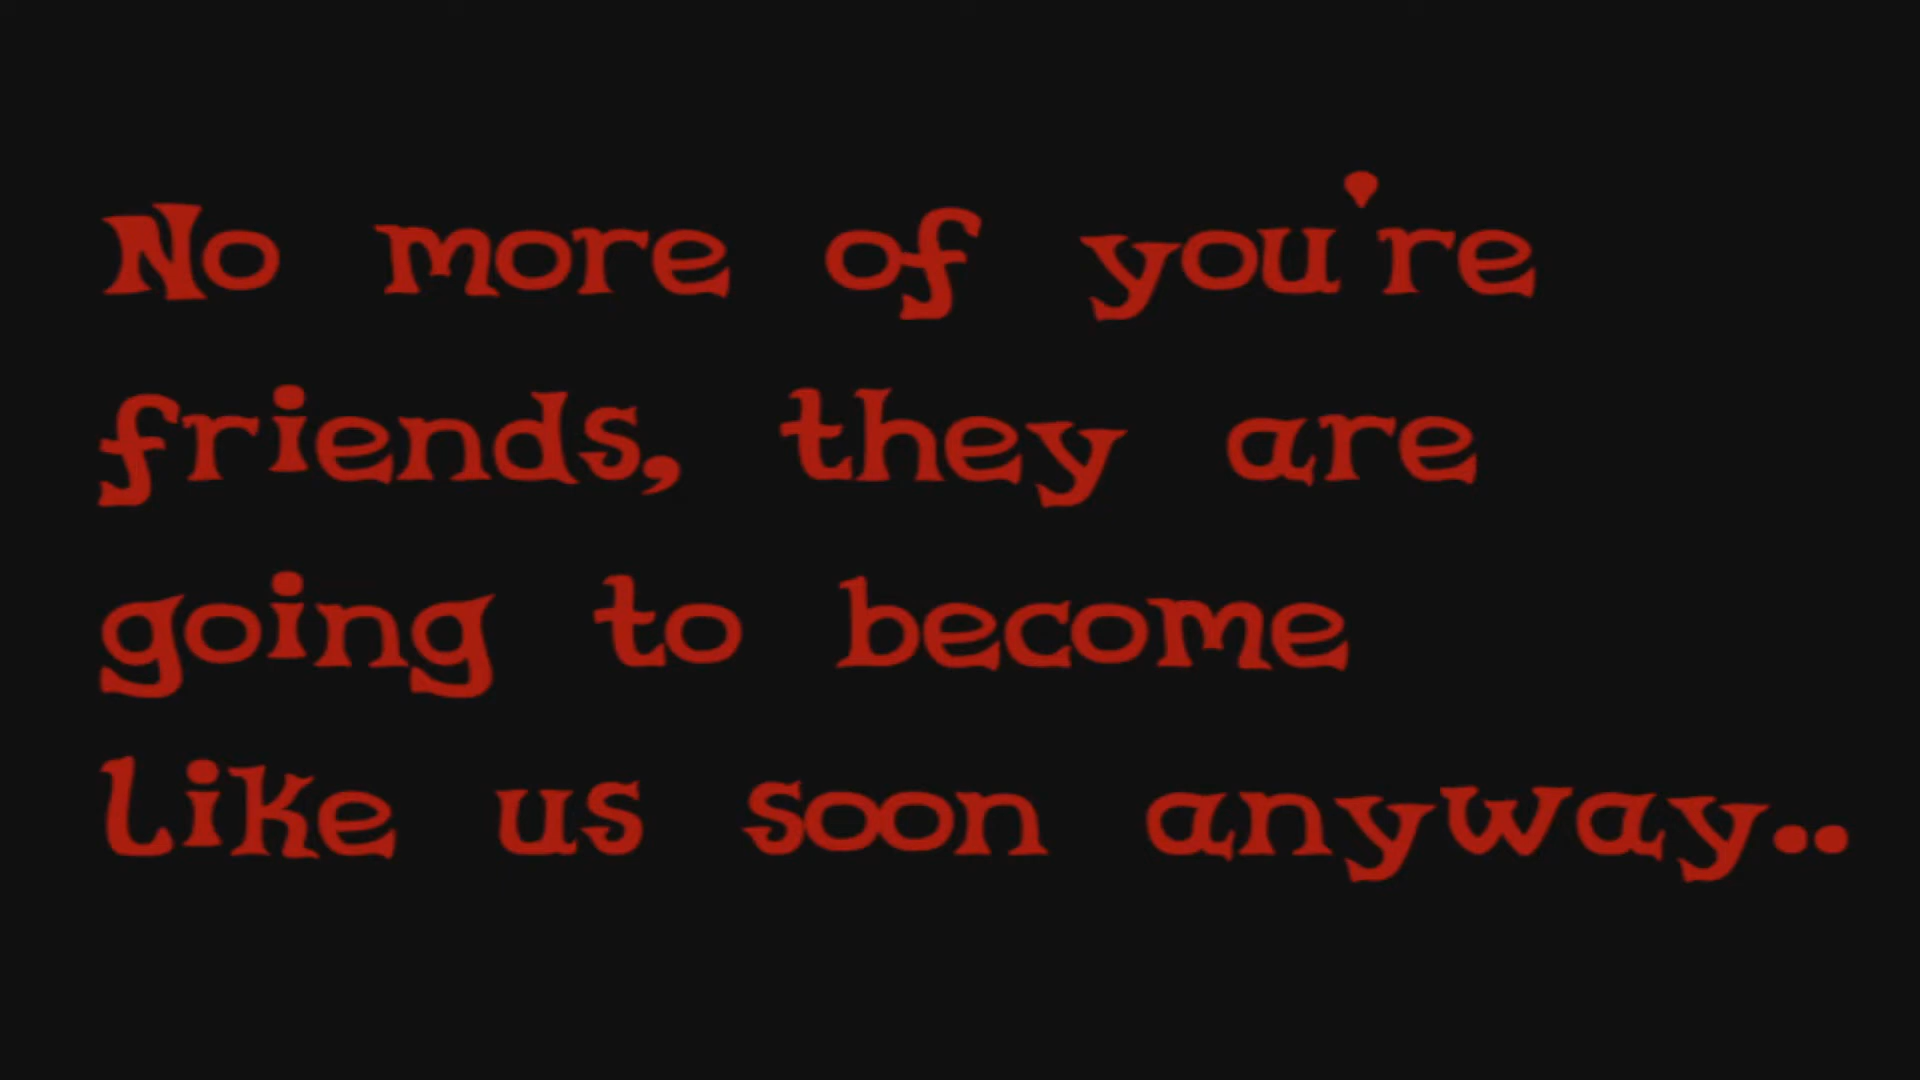 No more of you're
friends, they are
going to become
like us soon anyway..